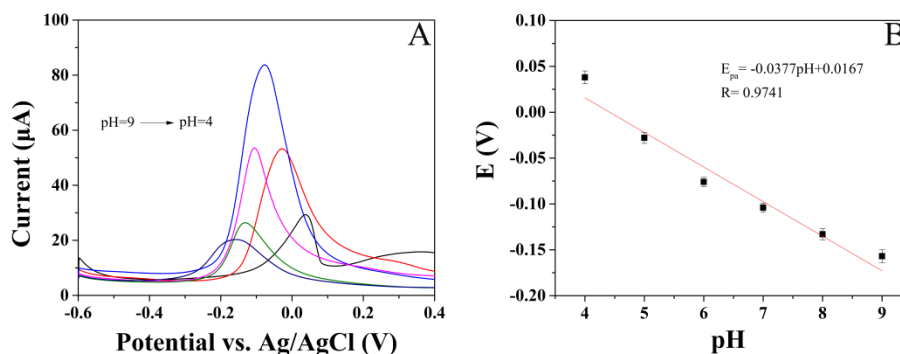 A
pH=9 → pH=4
Current (μA)
100
80
60
40
20
0
-0.6 -0.4 -0.2 0.0 0.2 0.4
Potential vs. Ag/AgCl (V)
B
Epa= -0.0377pH+0.0167
R= 0.9741
E (V)
0.05
0.00
-0.05
-0.10
-0.15
-0.20
4 5 6 7 8 9
pH